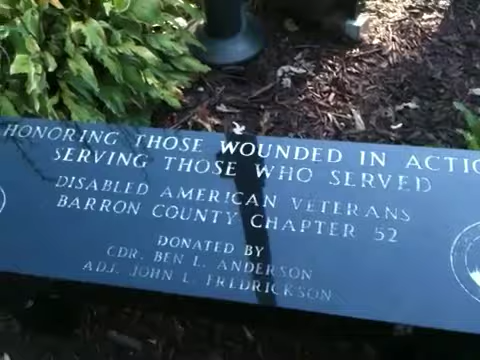 HONORING THOSE WOUNDED IN ACTIO
SERVING THOSE WHO SERVED
DISABLED AMERICAN VETERANS
BARRON COUNTY CHAPTER 52
DONATED BY
CDR. BEN L. ANDERSON
ADJ. JOHN L. FREDRICKSON